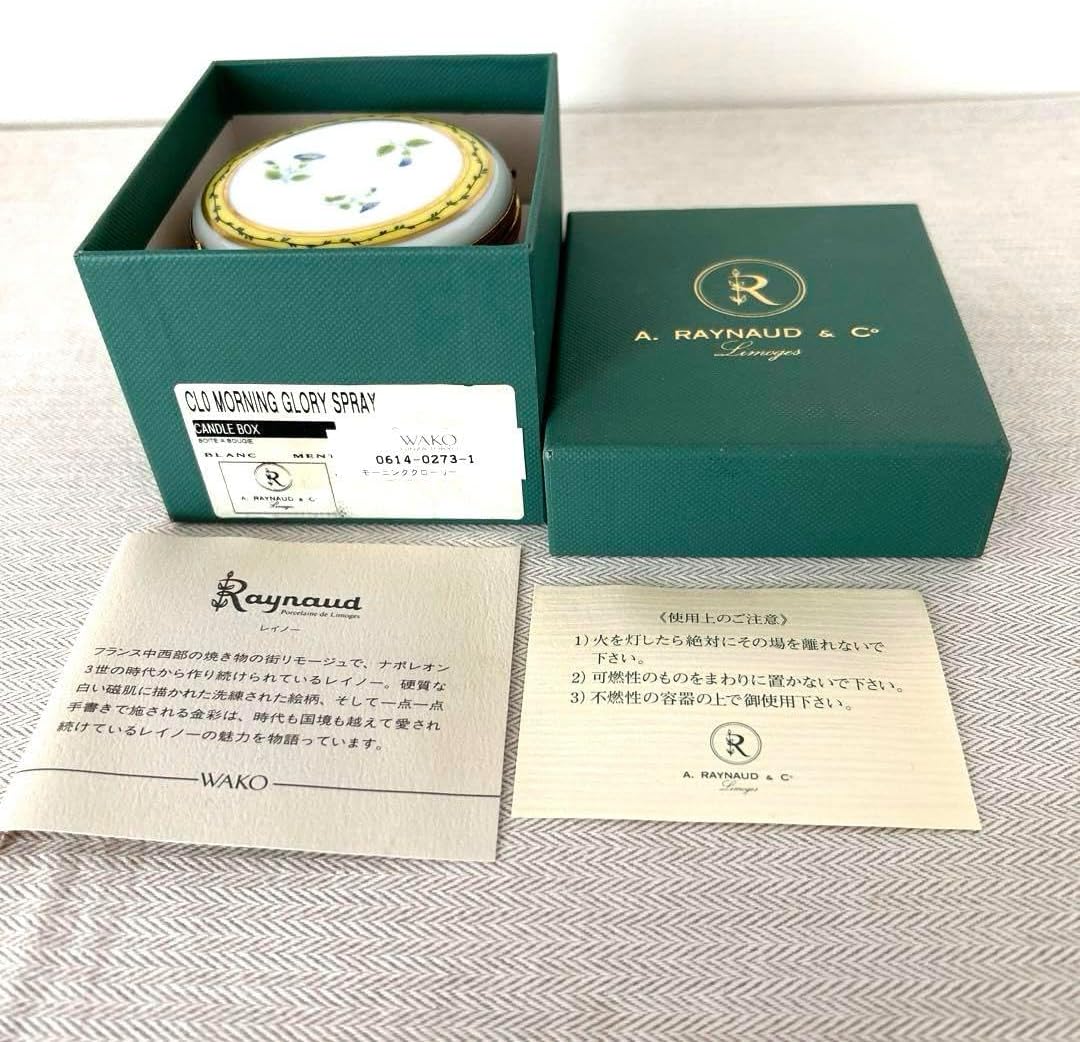 R
A. RAYNAUD & Co
Limoges
CL0 MORNING GLORY SPRAY
CANDLE BOX
BOITE A BOUGIE
BLANC MENT
WAKO
0614-0273-1
モーニンググローリー
R
A. RAYNAUD & Co
Limoges
Raynaud
Porcelaine de Limoges
レイノー
フランス中西部の焼き物の街リモージュで、ナポレオン
3世の時代から作り続けられているレイノー。硬質な
白い磁肌に描かれた洗練された絵柄、そして一点一点
手書きで施される金彩は、時代も国境も越えて愛され
続けているレイノーの魅力を物語っています。
WAKO
《使用上のご注意》
1) 火を灯したら絶対にその場を離れないで
下さい。
2) 可燃性のものをまわりに置かないで下さい。
3) 不燃性の容器の上で御使用下さい。
R
A. RAYNAUD & Co
Limoges